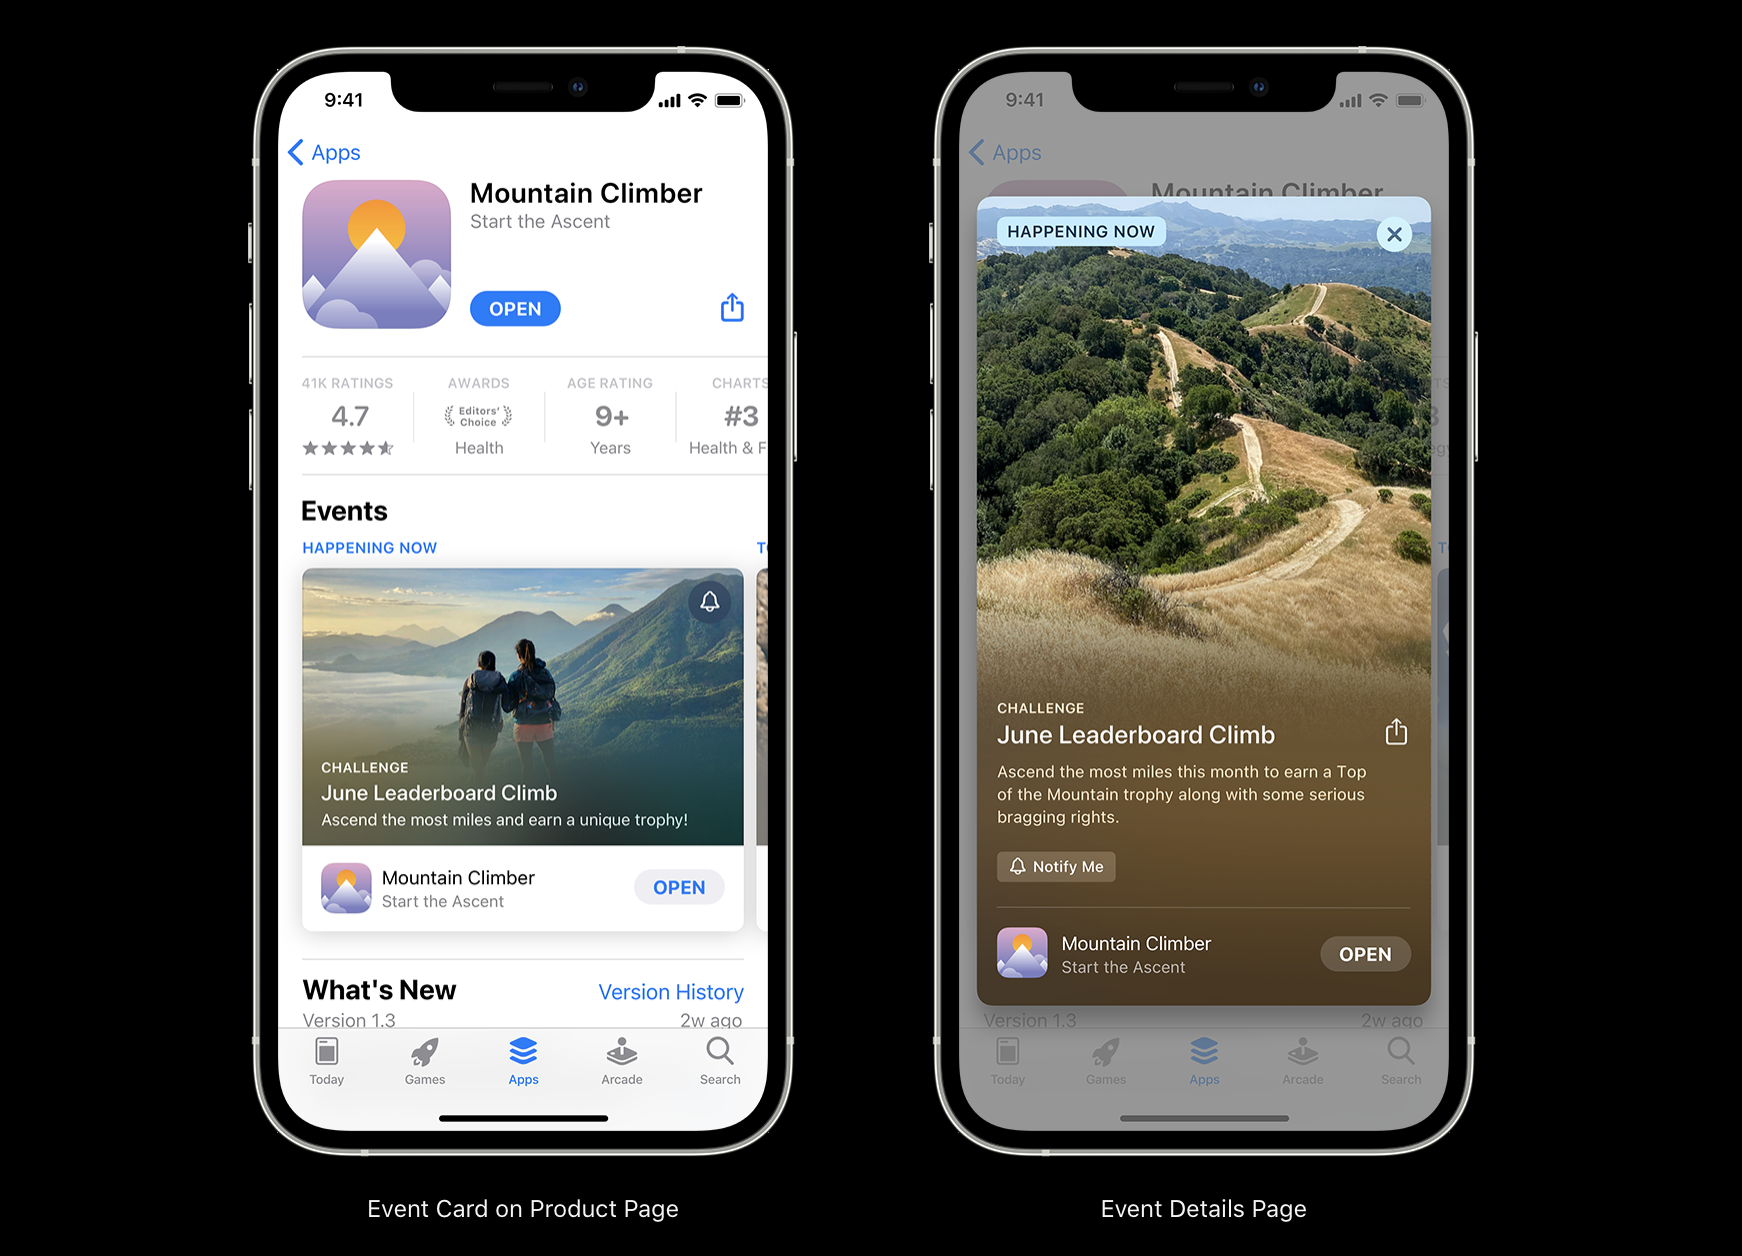 9:41
Apps
Mountain Climber
Start the Ascent
OPEN
41K RATINGS
4.7
AWARDS
Editors'
Choice
Health
AGE RATING
9+
Years
CHARTS
#3
Health & F
Events
HAPPENING NOW
CHALLENGE
June Leaderboard Climb
Ascend the most miles and earn a unique trophy!
Mountain Climber
Start the Ascent
OPEN
What's New
Version History
Version 1.3
2w ago
Today
Games
Apps
Arcade
Search
Event Card on Product Page
9:41
Apps
Mountain Climber
HAPPENING NOW
CHALLENGE
June Leaderboard Climb
Ascend the most miles this month to earn a Top
of the Mountain trophy along with some serious
bragging rights.
Notify Me
Mountain Climber
Start the Ascent
OPEN
Version 1.3
2w ago
Today
Games
Apps
Arcade
Search
Event Details Page